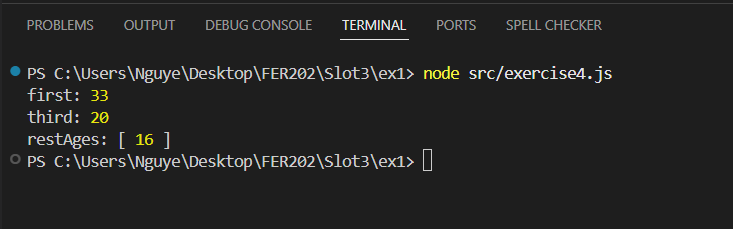 PROBLEMS OUTPUT DEBUG CONSOLE TERMINAL PORTS SPELL CHECKER
PS C:\Users\Nguye\Desktop\FER202\Slot3\ex1> node src/exercise4.js
first: 33
third: 20
restAges: [ 16 ]
PS C:\Users\Nguye\Desktop\FER202\Slot3\ex1>